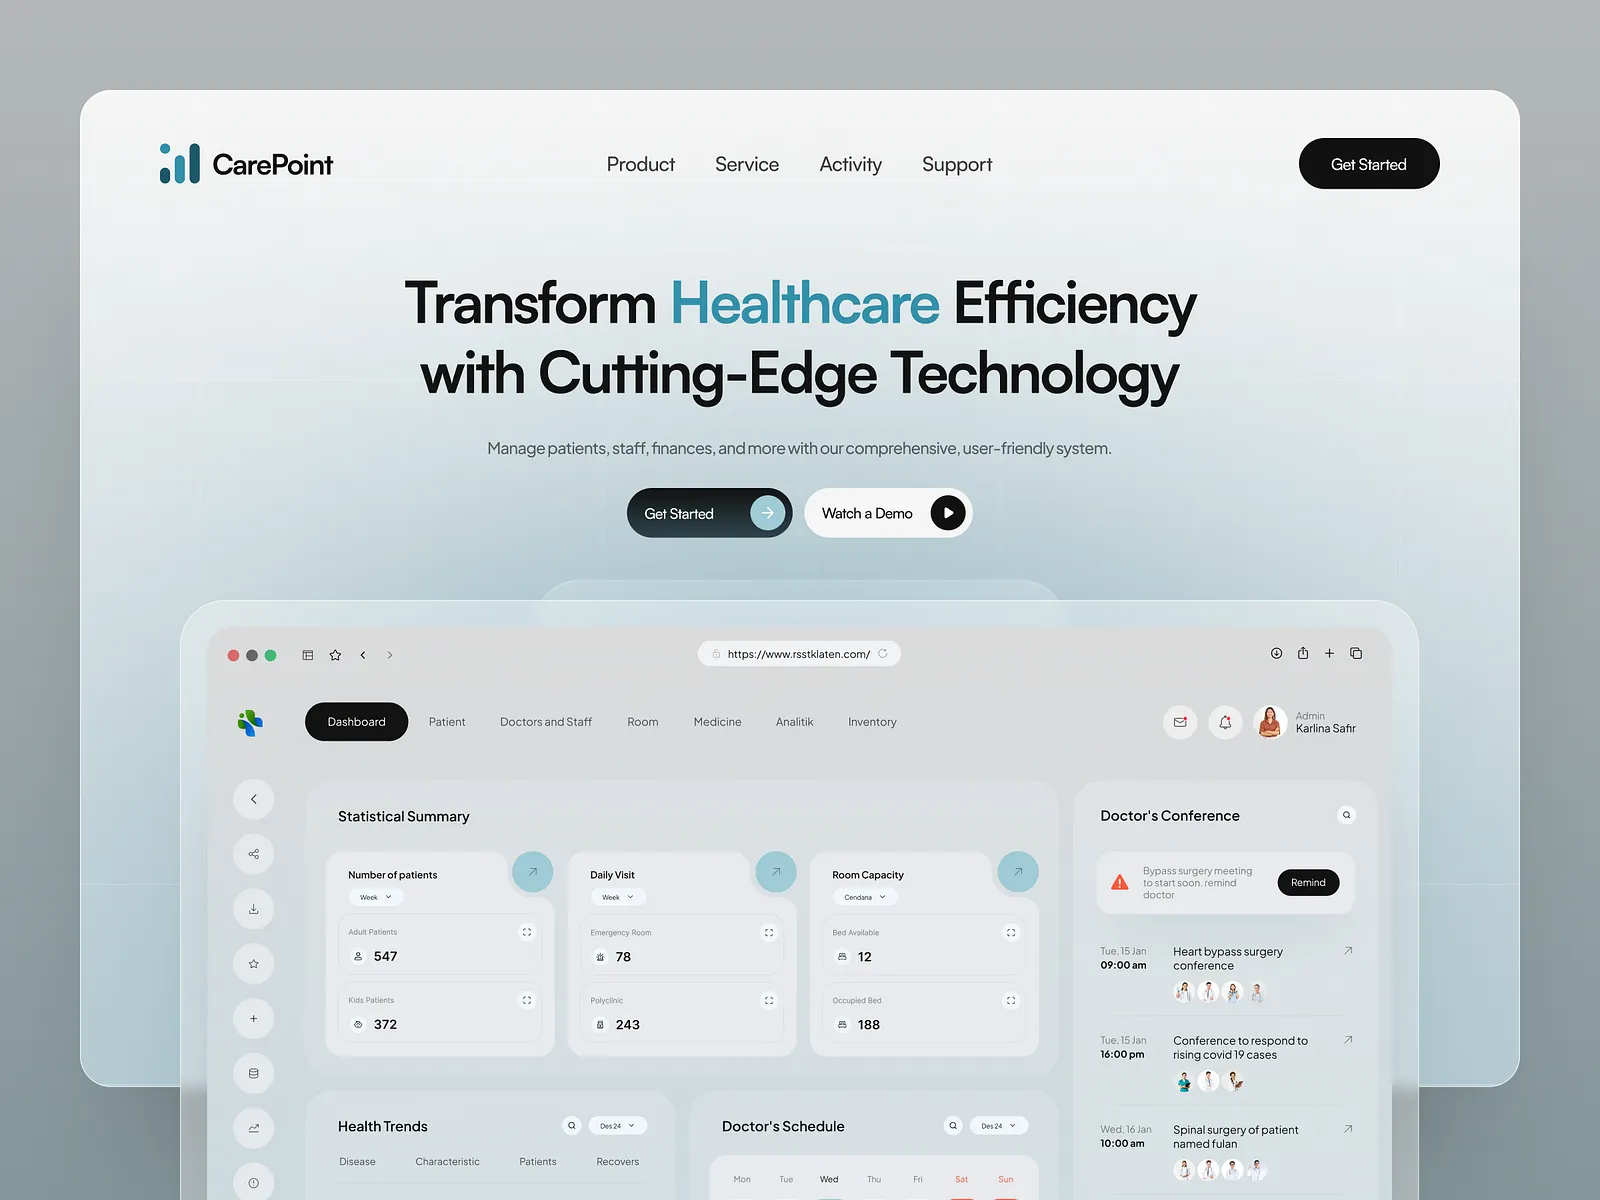 CarePoint
Product
Service
Activity
Support
Get Started
Transform Healthcare Efficiency
with Cutting-Edge Technology
Manage patients, staff, finances, and more with our comprehensive, user-friendly system.
Get Started
Watch a Demo
https://www.rsstklaten.com/
Dashboard
Patient
Doctors and Staff
Room
Medicine
Analitik
Inventory
Admin
Karlina Safir
Statistical Summary
Number of patients
Week
Adult Patients
547
Kids Patients
372
Daily Visit
Week
Emergency Room
78
Polyclinic
243
Room Capacity
Cendana
Bed Available
12
Occupied Bed
188
Doctor's Conference
Bypass surgery meeting
to start soon. remind
doctor
Remind
Tue, 15 Jan
09:00 am
Heart bypass surgery
conference
Tue, 15 Jan
16:00 pm
Conference to respond to
rising covid 19 cases
Wed, 16 Jan
10:00 am
Spinal surgery of patient
named fulan
Health Trends
Des 24
Disease
Characteristic
Patients
Recovers
Doctor's Schedule
Des 24
Mon
Tue
Wed
Thu
Fri
Sat
Sun